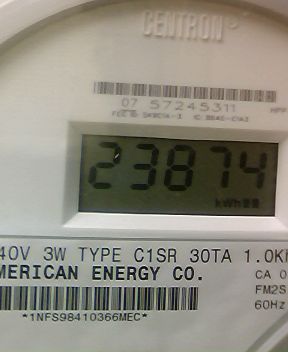 CENTRON
07 57245311
23874
kWh
40V 3W TYPE C1SR 30TA 1.0K
MERICAN ENERGY CO.
CA 0
FM2S
60Hz
*1NFS98410366MEC*